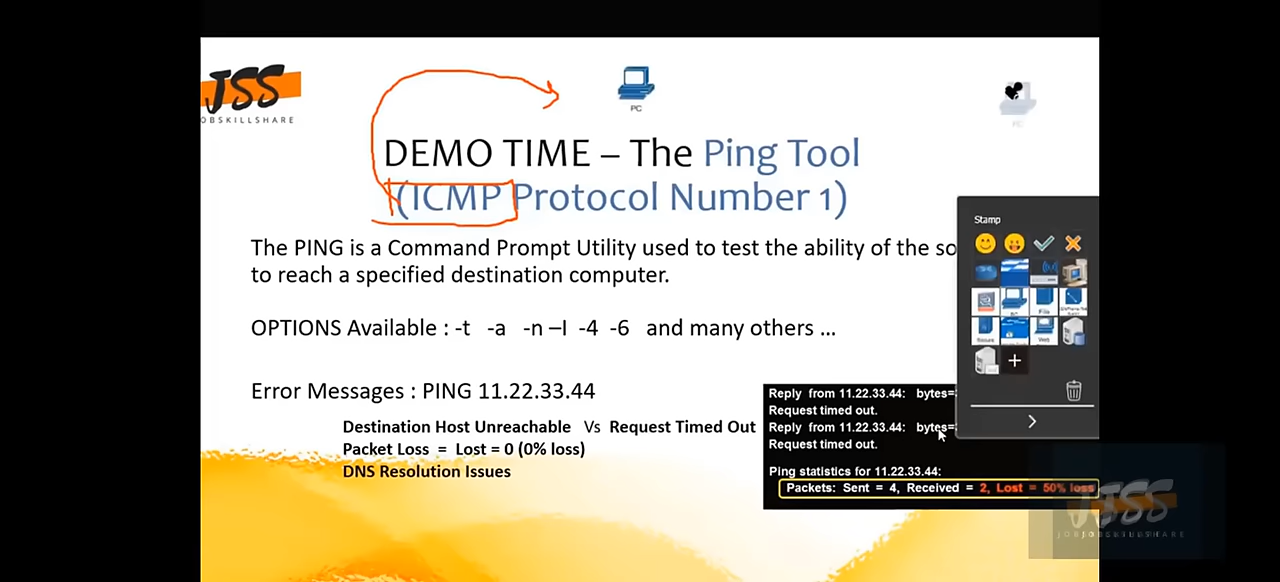 JSS
OBSKILLSHARE
PC
PC
DEMO TIME – The Ping Tool
(ICMP Protocol Number 1)
Stamp
The PING is a Command Prompt Utility used to test the ability of the so
to reach a specified destination computer.
OPTIONS Available : -t -a -n –l -4 -6 and many others ...
Error Messages : PING 11.22.33.44
Destination Host Unreachable Vs Request Timed Out
Packet Loss = Lost = 0 (0% loss)
DNS Resolution Issues
Reply from 11.22.33.44: bytes=
Request timed out.
Reply from 11.22.33.44: bytes=
Request timed out.
Ping statistics for 11.22.33.44:
Packets: Sent = 4, Received = 2, Lost = 50% loss
JSS